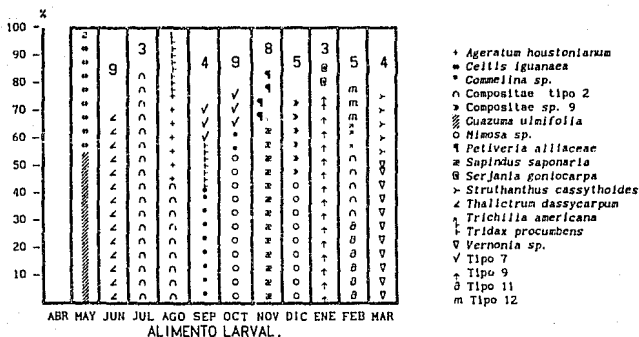 %
100 -
90 -
80 -
70 -
60 -
50 -
40 -
30 -
20 -
10 -
2
9
3
4
9
8
5
3
5
4
ABR MAY JUN JUL AGO SEP OCT NOV DIC ENE FEB MAR
ALIMENTO LARVAL.
Ageratum houstonianum
Celtis iguanaea
Commelina sp.
Compositae tipo 2
Compositae sp. 9
Guazuma ulmifolia
Mimosa sp.
Petiveria alliaceae
Sapindus saponaria
Serjania goniocarpa
Struthanthus cassythoides
Thalictrum dassycarpum
Trichilia americana
Tridax procumbens
Vernonia sp.
Tipo 7
Tipo 9
Tipo 11
Tipo 12